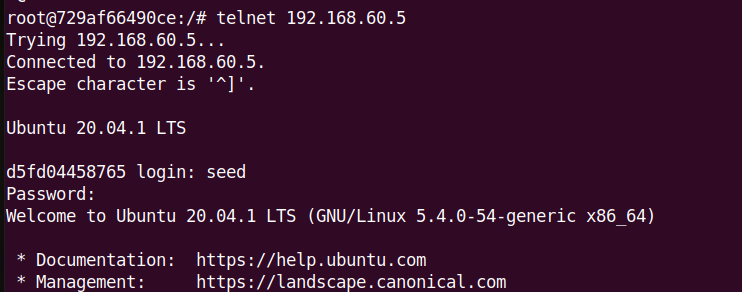 root@729af66490ce:/# telnet 192.168.60.5
Trying 192.168.60.5...
Connected to 192.168.60.5.
Escape character is '^]'.
Ubuntu 20.04.1 LTS
d5fd04458765 login: seed
Password:
Welcome to Ubuntu 20.04.1 LTS (GNU/Linux 5.4.0-54-generic x86_64)
* Documentation:  https://help.ubuntu.com
* Management:     https://landscape.canonical.com